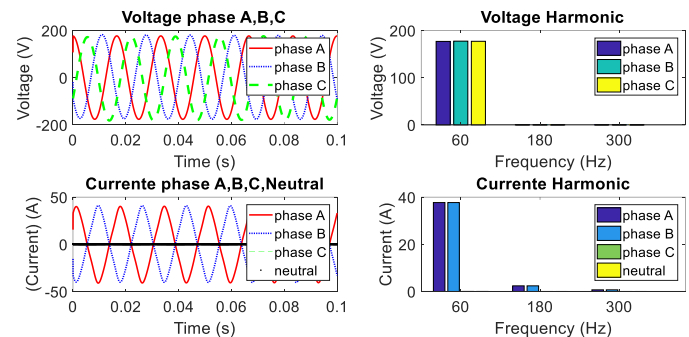 Voltage phase A,B,C
Voltage (V)
200
0
-200
0
0.02
0.04
0.06
0.08
0.1
Time (s)
phase A
phase B
phase C
Voltage Harmonic
Voltage (V)
200
100
0
60
180
300
Frequency (Hz)
phase A
phase B
phase C
Currente phase A,B,C,Neutral
(Current) (A)
50
0
-50
0
0.02
0.04
0.06
0.08
0.1
Time (s)
phase A
phase B
phase C
neutral
Currente Harmonic
Current (A)
40
20
0
60
180
300
Frequency (Hz)
phase A
phase B
phase C
neutral